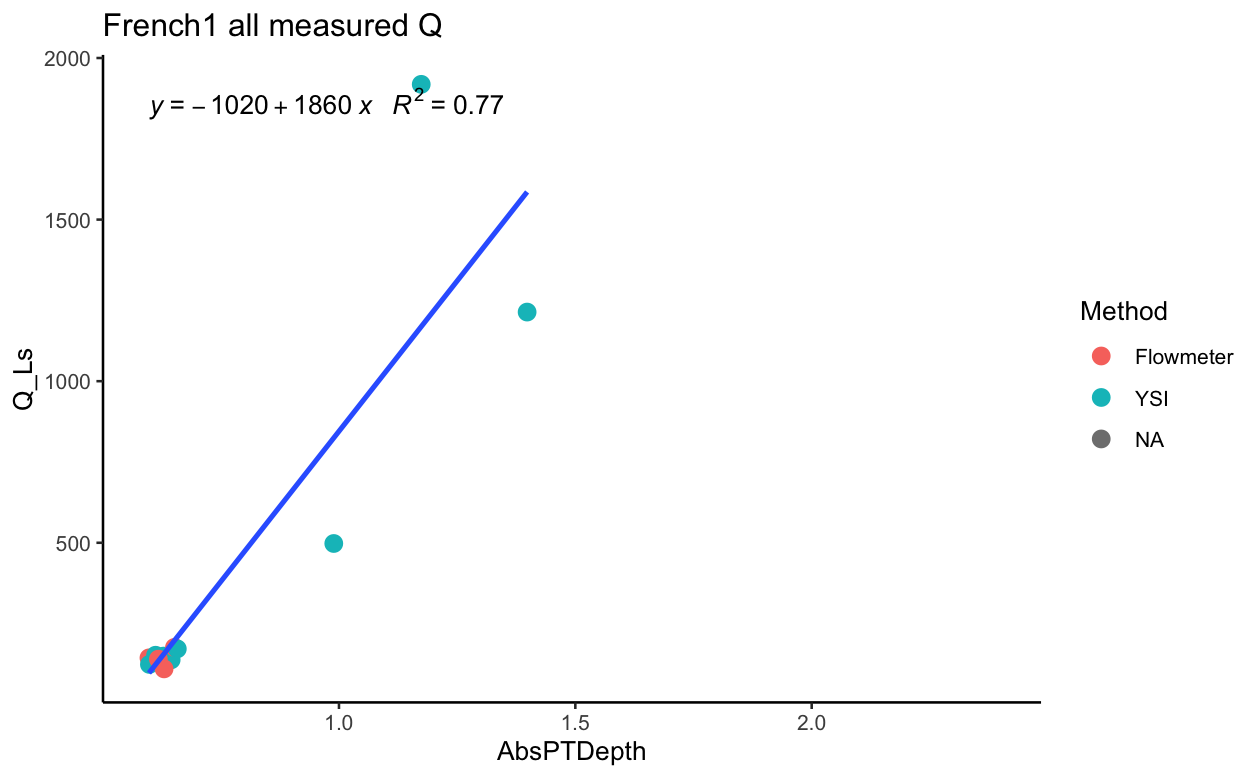 French1 all measured Q
2000
y = − 1020 + 1860 x R² = 0.77
1500
1000
500
Q_Ls
1.0 1.5 2.0
AbsPTDepth
Method
Flowmeter
YSI
NA